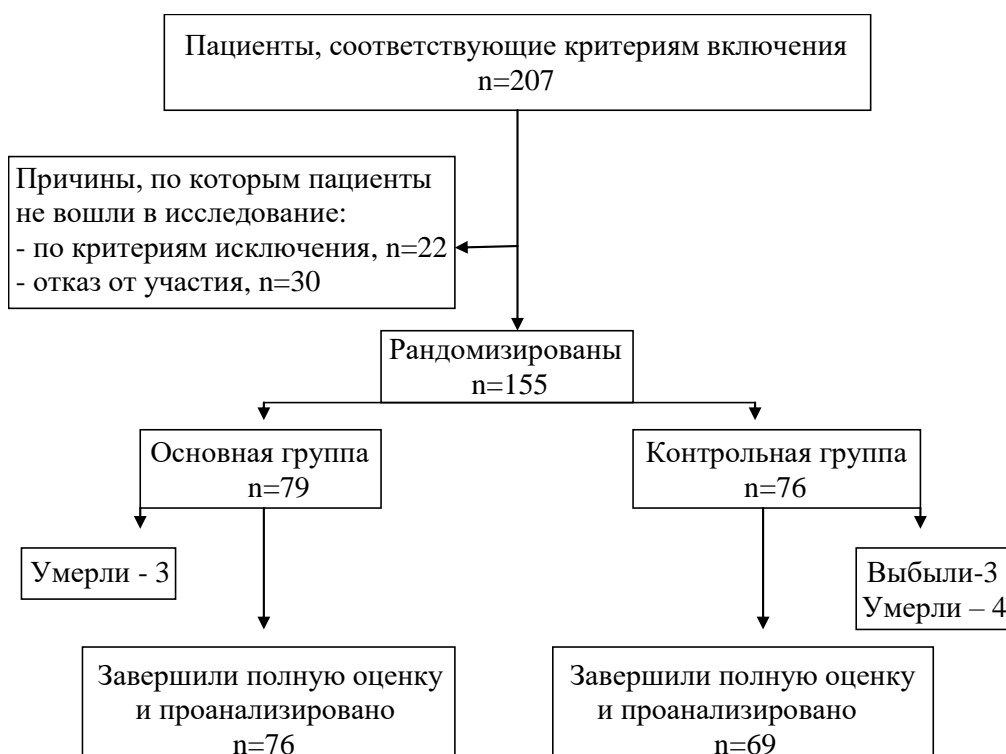 Пациенты, соответствующие критериям включения
n=207
Причины, по которым пациенты
не вошли в исследование:
- по критериям исключения, n=22
- отказ от участия, n=30
Рандомизированы
n=155
Основная группа
n=79
Контрольная группа
n=76
Умерли - 3
Выбыли-3
Умерли – 4
Завершили полную оценку
и проанализировано
n=76
Завершили полную оценку
и проанализировано
n=69